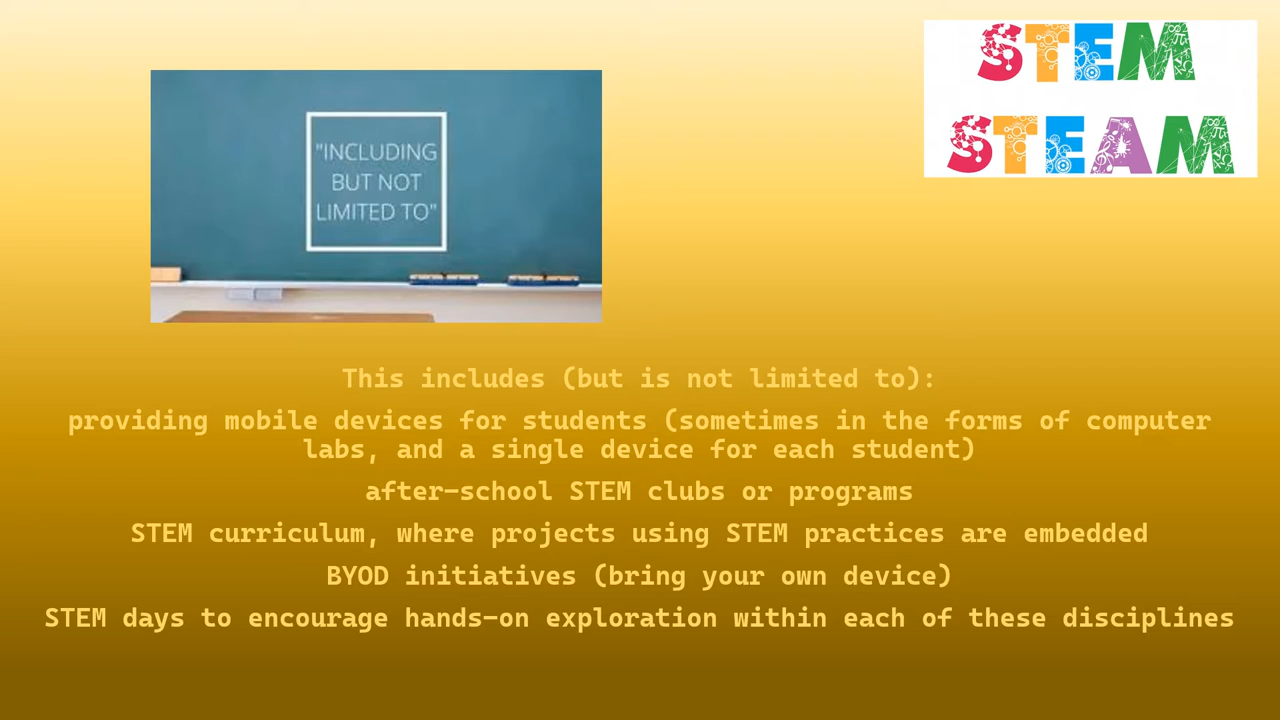 STEM
STEAM
"INCLUDING
BUT NOT
LIMITED TO"
This includes (but is not limited to):
providing mobile devices for students (sometimes in the forms of computer
labs, and a single device for each student)
after-school STEM clubs or programs
STEM curriculum, where projects using STEM practices are embedded
BYOD initiatives (bring your own device)
STEM days to encourage hands-on exploration within each of these disciplines